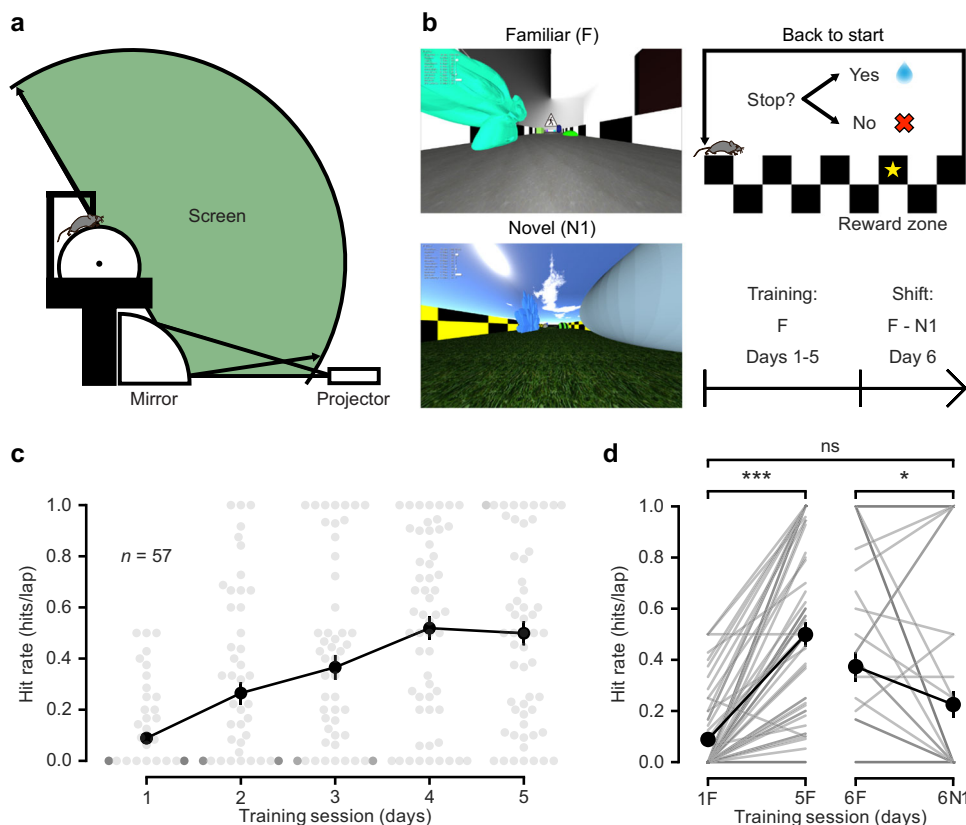 a
Screen
Mirror
Projector
b
Familiar (F)
Novel (N1)
Back to start
Stop?
Yes
No
Reward zone
Training:
F
Days 1-5
Shift:
F - N1
Day 6
c
Hit rate (hits/lap)
1.0
0.8
0.6
0.4
0.2
0.0
n = 57
1 2 3 4 5
Training session (days)
d
ns
*** *
Hit rate (hits/lap)
1.0
0.8
0.6
0.4
0.2
0.0
1F 5F 6F 6N1
Training session (days)